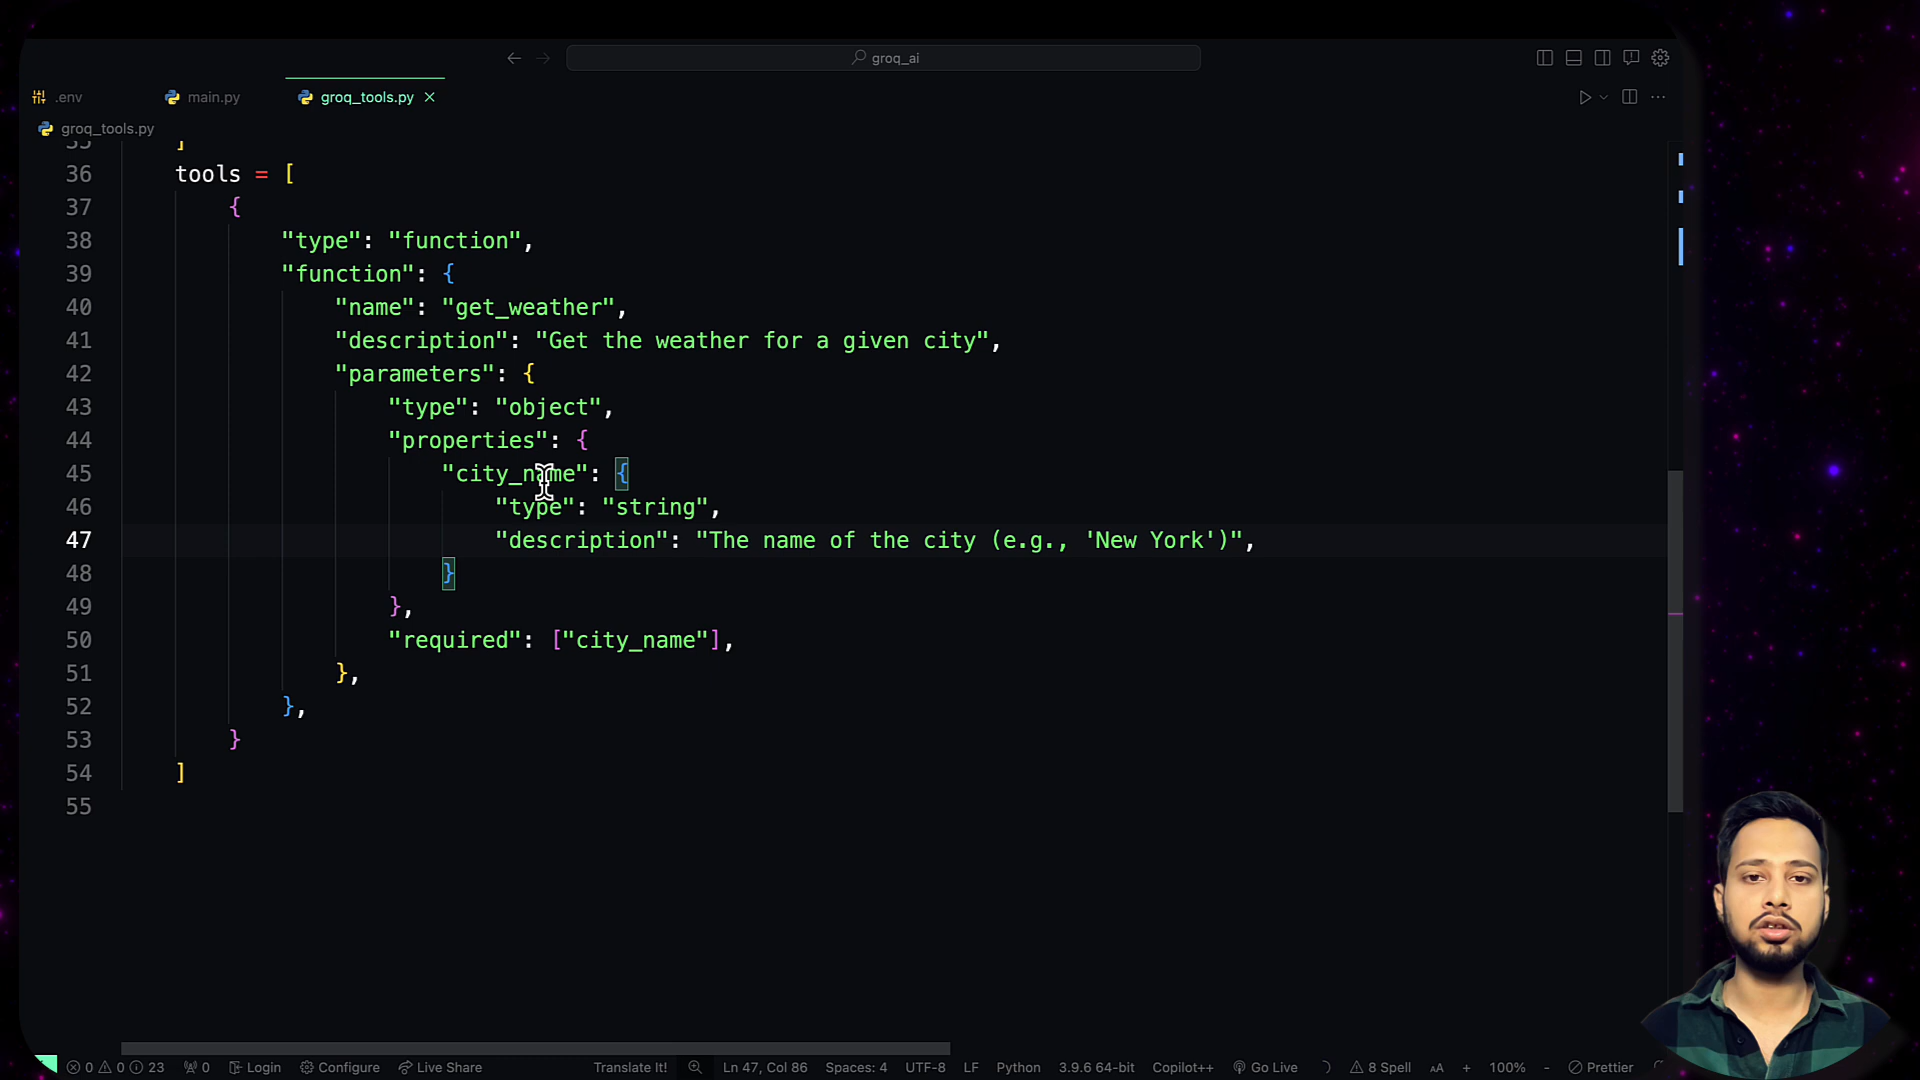 groq_ai
.env
main.py
groq_tools.py
groq_tools.py
35 ]
36 tools = [
37 {
38 "type": "function",
39 "function": {
40 "name": "get_weather",
41 "description": "Get the weather for a given city",
42 "parameters": {
43 "type": "object",
44 "properties": {
45 "city_name": {
46 "type": "string",
47 "description": "The name of the city (e.g., 'New York')",
48 }
49 },
50 "required": ["city_name"],
51 },
52 },
53 }
54 ]
55
0 0 23 0 Login Configure Live Share Translate It! Ln 47, Col 86 Spaces: 4 UTF-8 LF Python 3.9.6 64-bit Copilot++ Go Live 8 Spell AA + 100% - Prettier